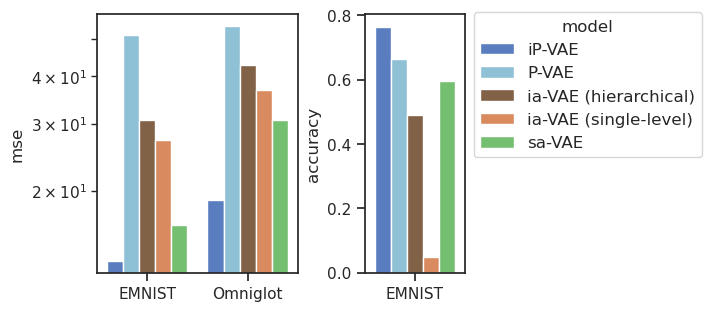 mse
4 × 10¹
3 × 10¹
2 × 10¹
EMNIST
Omniglot
accuracy
0.8
0.6
0.4
0.2
0.0
EMNIST
model
iP-VAE
P-VAE
ia-VAE (hierarchical)
ia-VAE (single-level)
sa-VAE